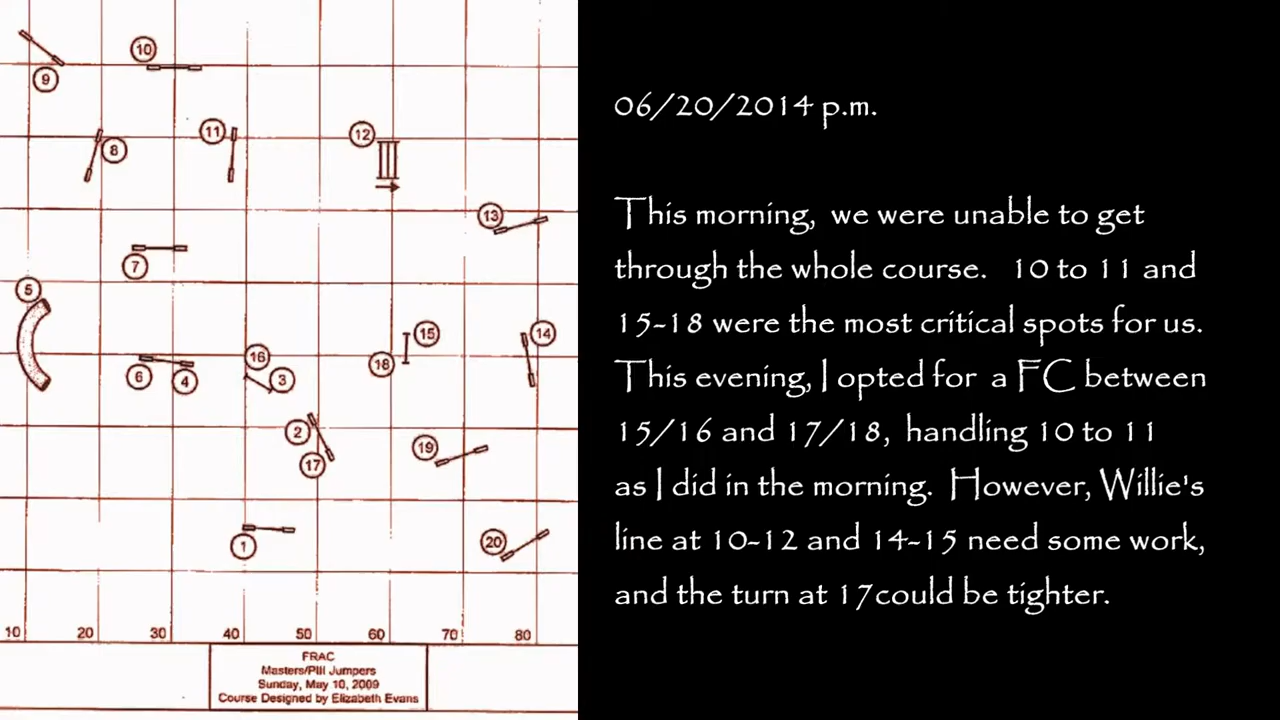 10
9
11
12
8
13
7
5
15
14
16
18
6
4
3
2
19
17
1
20
10 20 30 40 50 60 70 80
FRAC
Masters/PIII Jumpers
Sunday, May 10, 2009
Course Designed by Elizabeth Evans
06/20/2014 p.m.
This morning, we were unable to get
through the whole course. 10 to 11 and
15-18 were the most critical spots for us.
This evening, I opted for a FC between
15/16 and 17/18, handling 10 to 11
as I did in the morning. However, Willie's
line at 10-12 and 14-15 need some work,
and the turn at 17could be tighter.